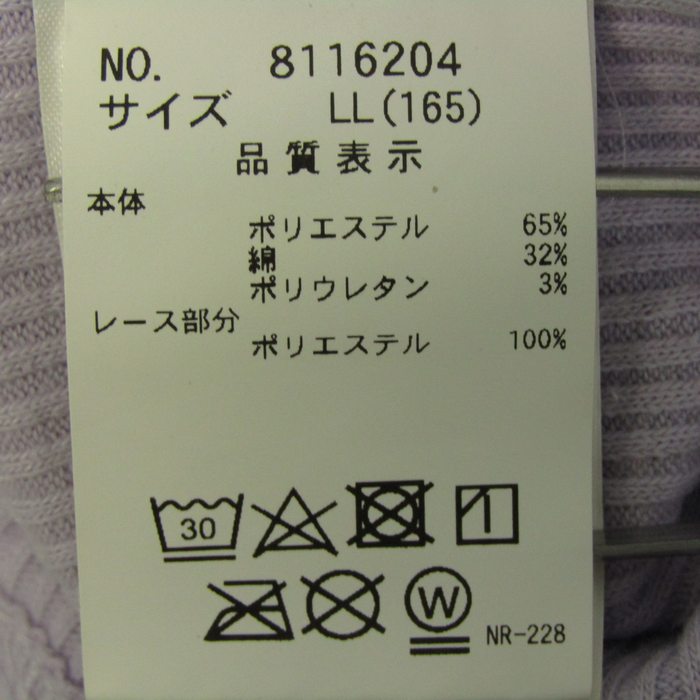 NO. 8116204
サイズ LL(165)
品質表示
本体
ポリエステル 65%
綿 32%
ポリウレタン 3%
レース部分
ポリエステル 100%
30
W
NR-228